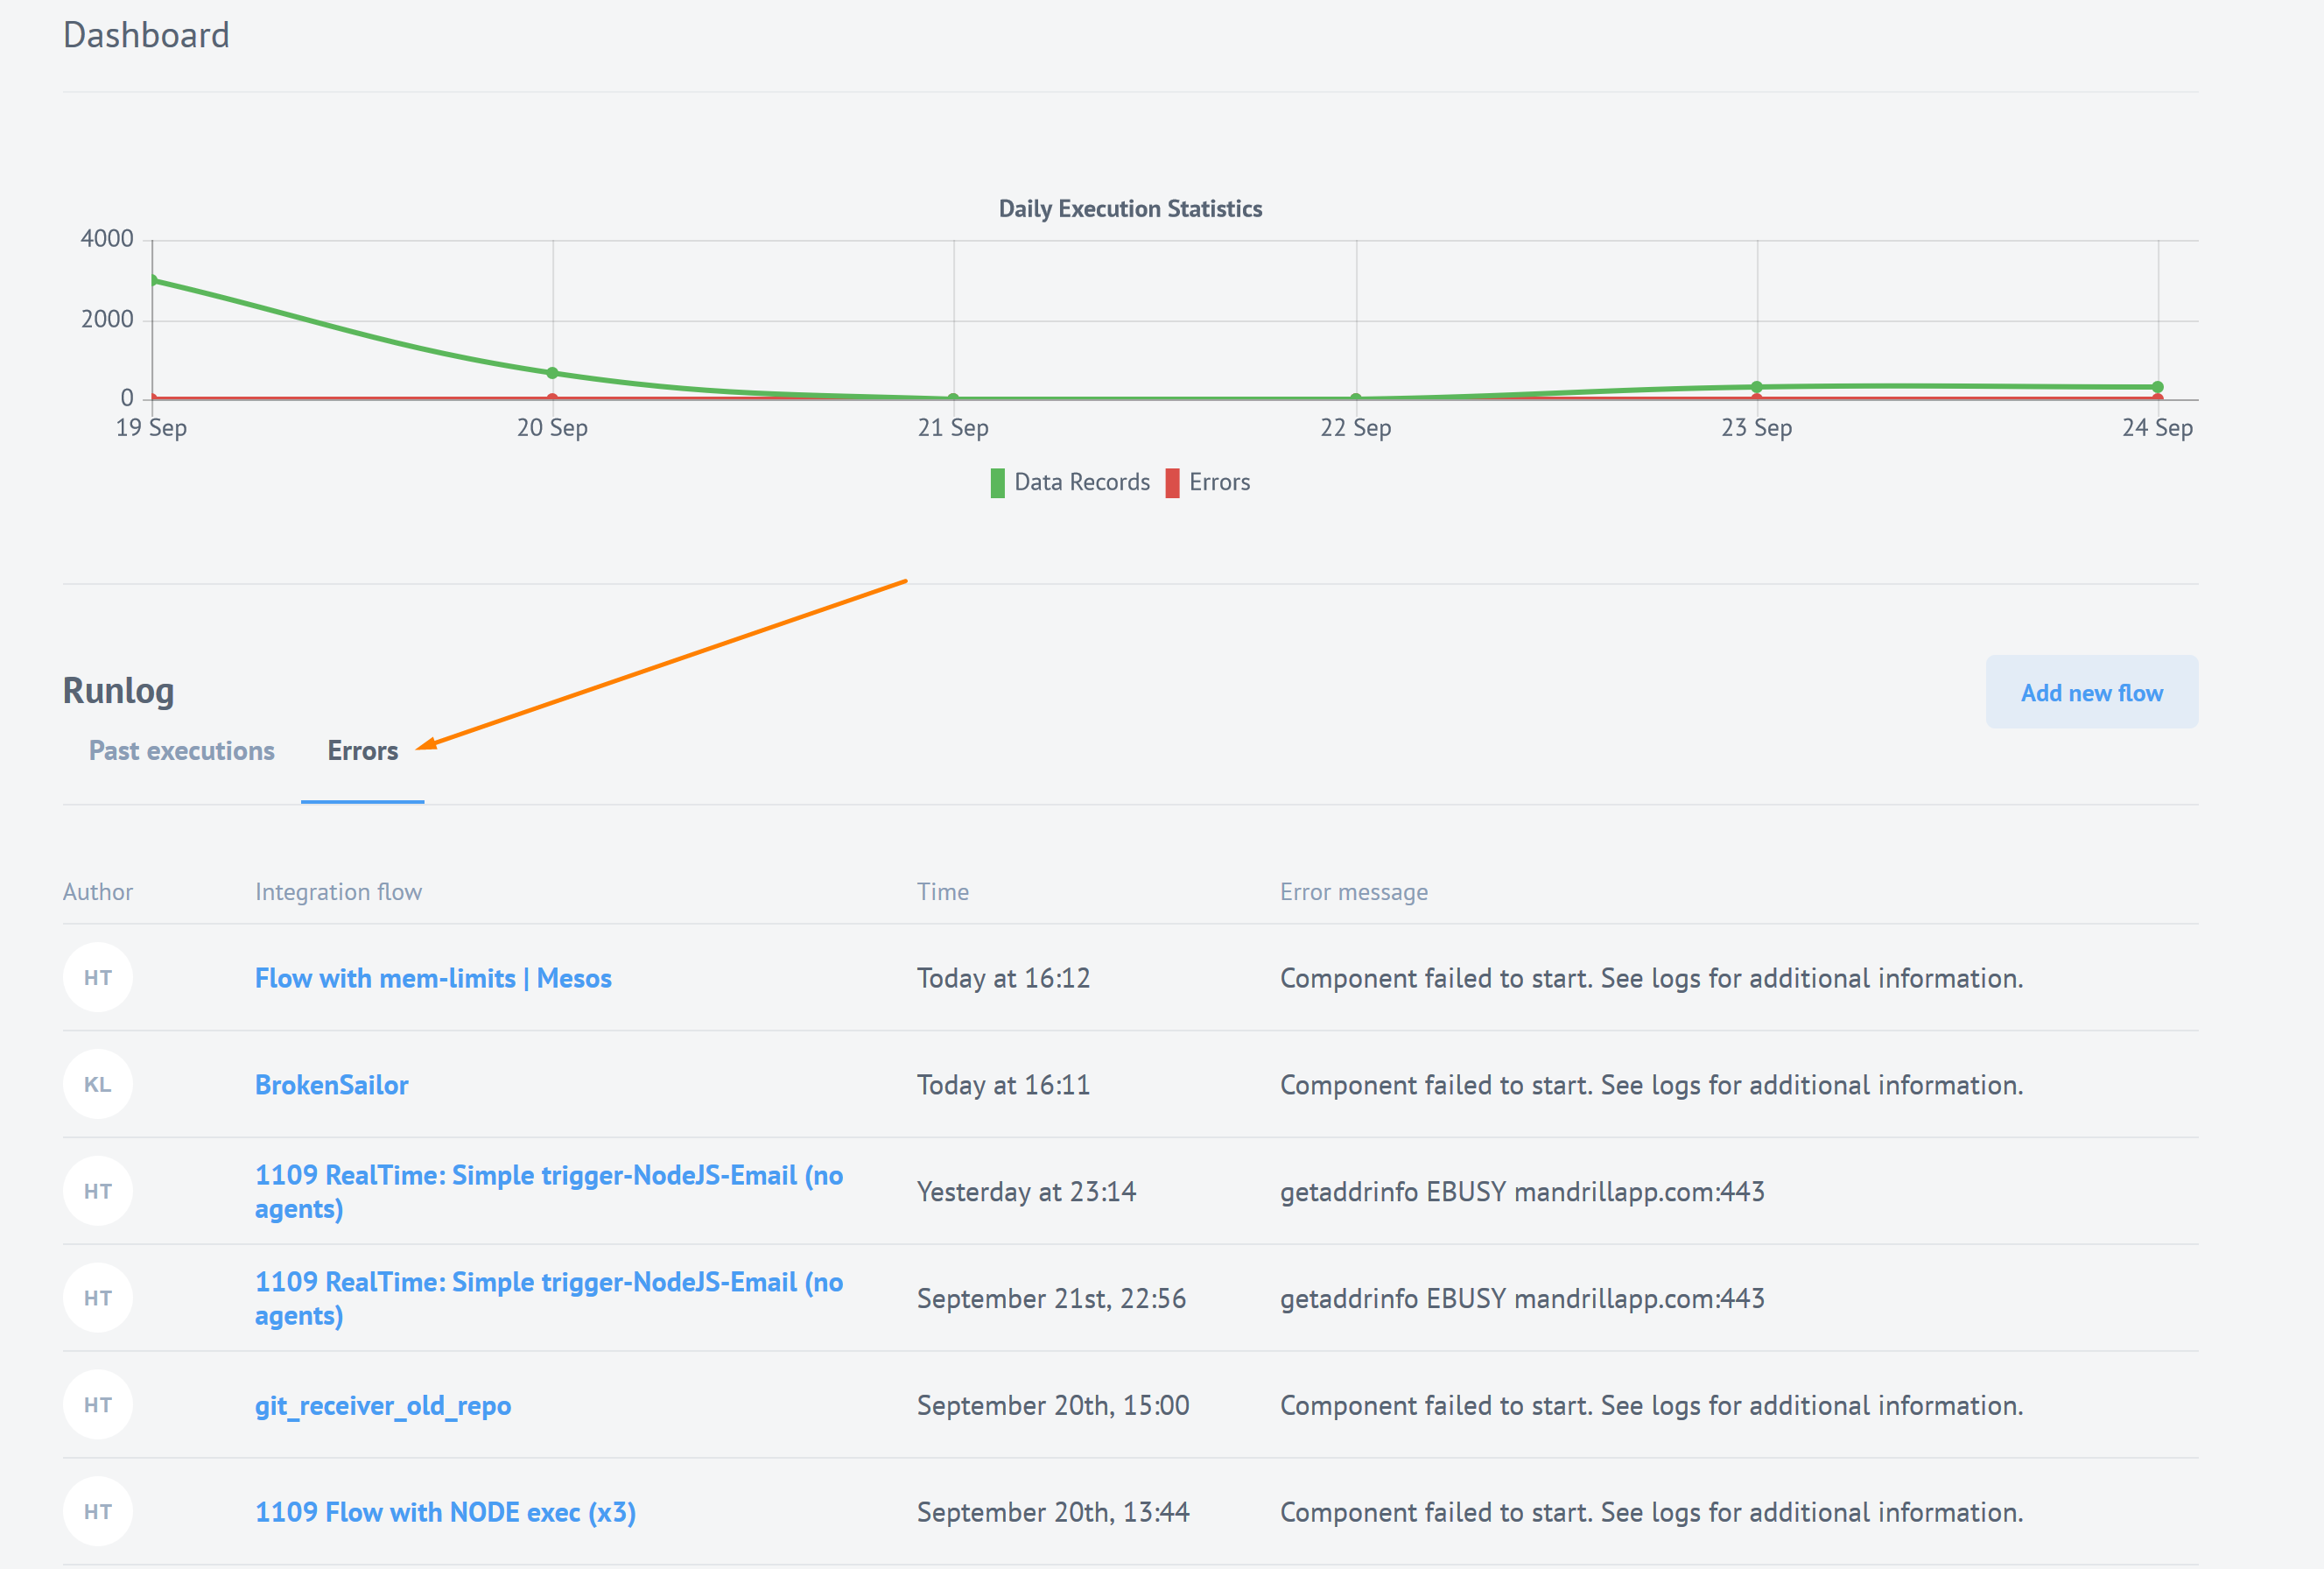 Dashboard
Daily Execution Statistics
4000
2000
0
19 Sep 20 Sep 21 Sep 22 Sep 23 Sep 24 Sep
Data Records Errors
Runlog
Add new flow
Past executions Errors
Author Integration flow Time Error message
HT Flow with mem-limits | Mesos Today at 16:12 Component failed to start. See logs for additional information.
KL BrokenSailor Today at 16:11 Component failed to start. See logs for additional information.
1109 RealTime: Simple trigger-NodeJS-Email (no
HT Yesterday at 23:14 getaddrinfo EBUSY mandrillapp.com:443
agents)
1109 RealTime: Simple trigger-NodeJS-Email (no
HT September 21st, 22:56 getaddrinfo EBUSY mandrillapp.com:443
agents)
HT git_receiver_old_repo September 20th, 15:00 Component failed to start. See logs for additional information.
HT 1109 Flow with NODE exec (x3) September 20th, 13:44 Component failed to start. See logs for additional information.